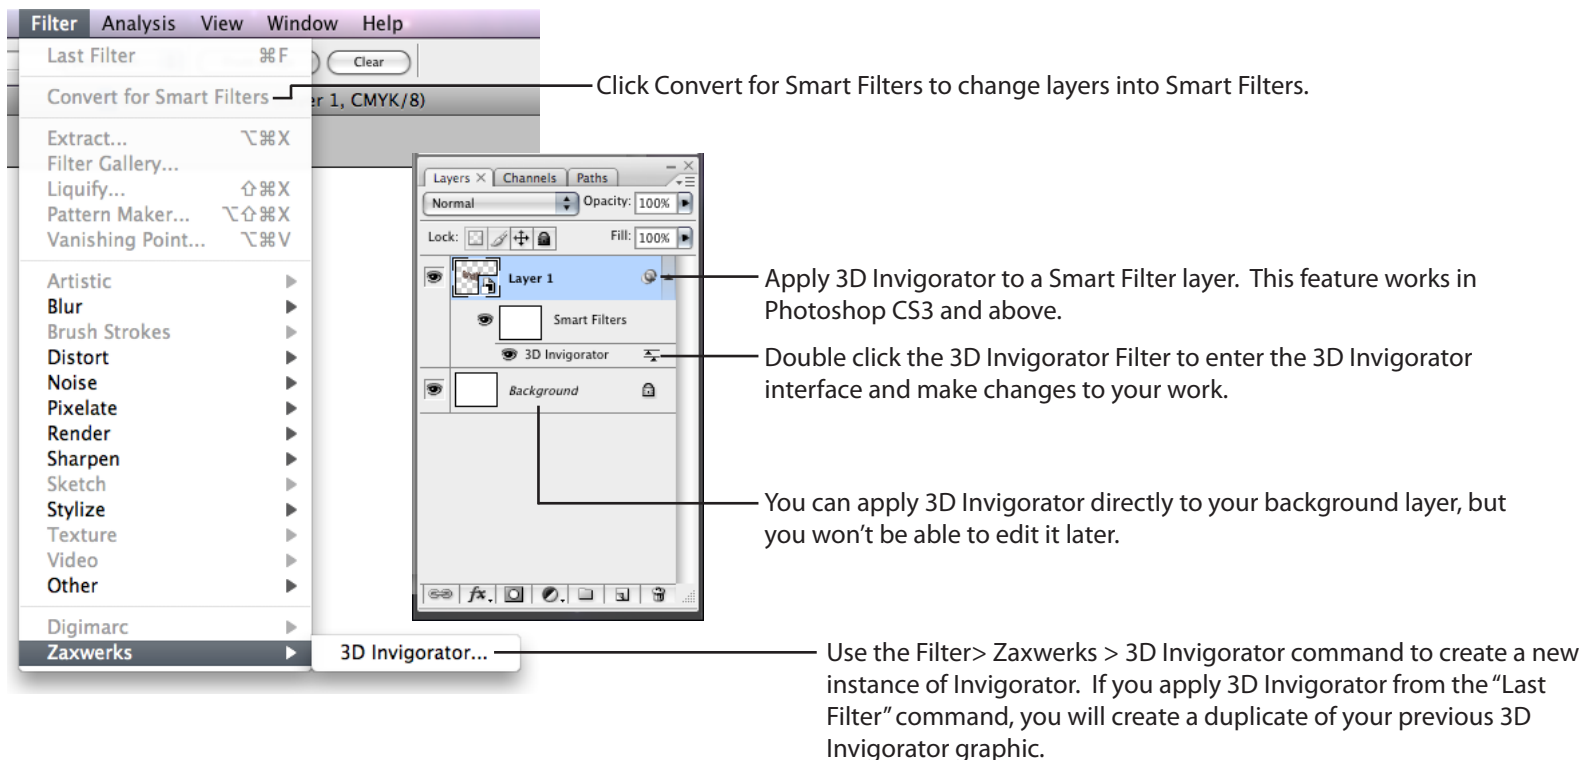 Filter Analysis View Window Help
Last Filter ⌘F
Clear
Convert for Smart Filters
er 1, CMYK/8)
Click Convert for Smart Filters to change layers into Smart Filters.
Extract... ⌥⌘X
Filter Gallery...
Liquify... ⇧⌘X
Pattern Maker... ⌥⇧⌘X
Vanishing Point... ⌥⌘V
Artistic
Blur
Brush Strokes
Distort
Noise
Pixelate
Render
Sharpen
Sketch
Stylize
Texture
Video
Other
Digimarc
Zaxwerks
3D Invigorator...
Layers × Channels Paths
Normal Opacity: 100%
Lock: Fill: 100%
Layer 1
Smart Filters
3D Invigorator
Background
fx.
Apply 3D Invigorator to a Smart Filter layer. This feature works in
Photoshop CS3 and above.
Double click the 3D Invigorator Filter to enter the 3D Invigorator
interface and make changes to your work.
You can apply 3D Invigorator directly to your background layer, but
you won't be able to edit it later.
Use the Filter> Zaxwerks > 3D Invigorator command to create a new
instance of Invigorator. If you apply 3D Invigorator from the “Last
Filter” command, you will create a duplicate of your previous 3D
Invigorator graphic.